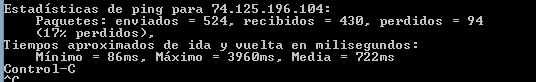 Estadísticas de ping para 74.125.196.104:
Paquetes: enviados = 524, recibidos = 430, perdidos = 94
(17% perdidos),
Tiempos aproximados de ida y vuelta en milisegundos:
Mínimo = 86ms, Máximo = 3960ms, Media = 722ms
Control-C
^C